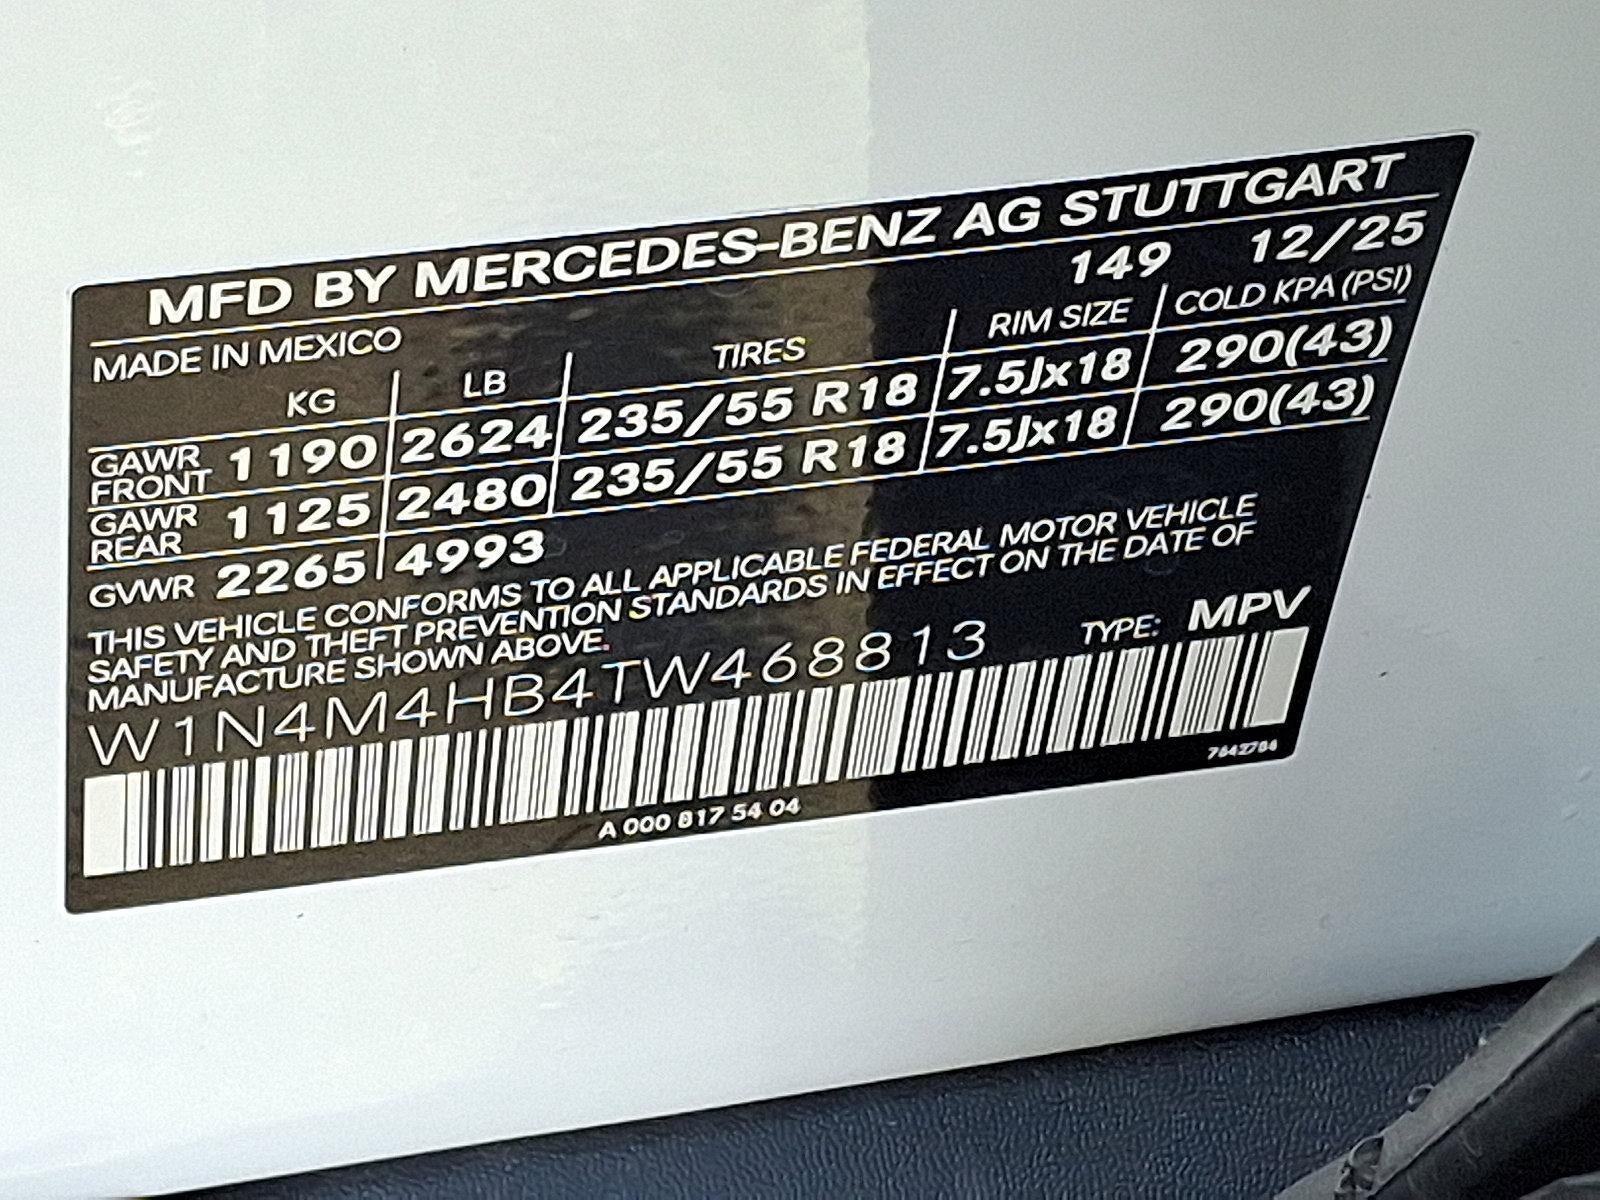 MFD BY MERCEDES-BENZ AG STUTTGART
MADE IN MEXICO 149 12/25
KG LB TIRES RIM SIZE COLD KPA (PSI)
GAWR FRONT 1190 2624 235/55 R18 7.5Jx18 290(43)
GAWR REAR 1125 2480 235/55 R18 7.5Jx18 290(43)
GVWR 2265 4993
THIS VEHICLE CONFORMS TO ALL APPLICABLE FEDERAL MOTOR VEHICLE
SAFETY AND THEFT PREVENTION STANDARDS IN EFFECT ON THE DATE OF
MANUFACTURE SHOWN ABOVE.
W1N4M4HB4TW468813 TYPE: MPV
A 000 817 54 04